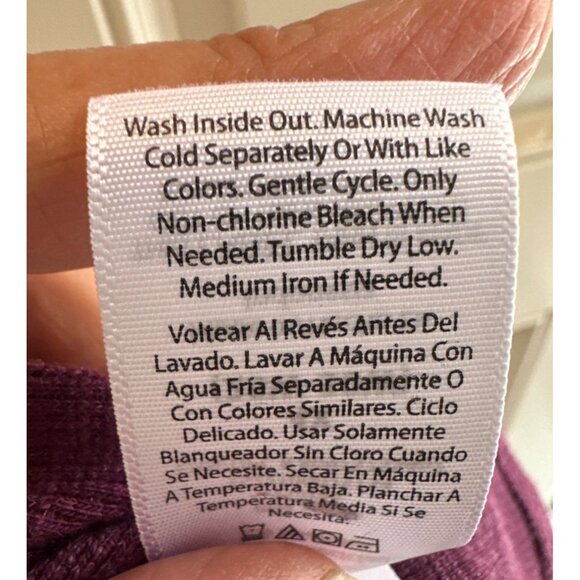 Wash Inside Out. Machine Wash
Cold Separately Or With Like
Colors. Gentle Cycle. Only
Non-chlorine Bleach When
Needed. Tumble Dry Low.
Medium Iron If Needed.
Voltear Al Revés Antes Del
Lavado. Lavar A Máquina Con
Agua Fría Separadamente O
Con Colores Similares. Ciclo
Delicado. Usar Solamente
Blanqueador Sin Cloro Cuando
Se Necesite. Secar En Máquina
A Temperatura Baja. Planchar A
Temperatura Media Si Se
Necesita.